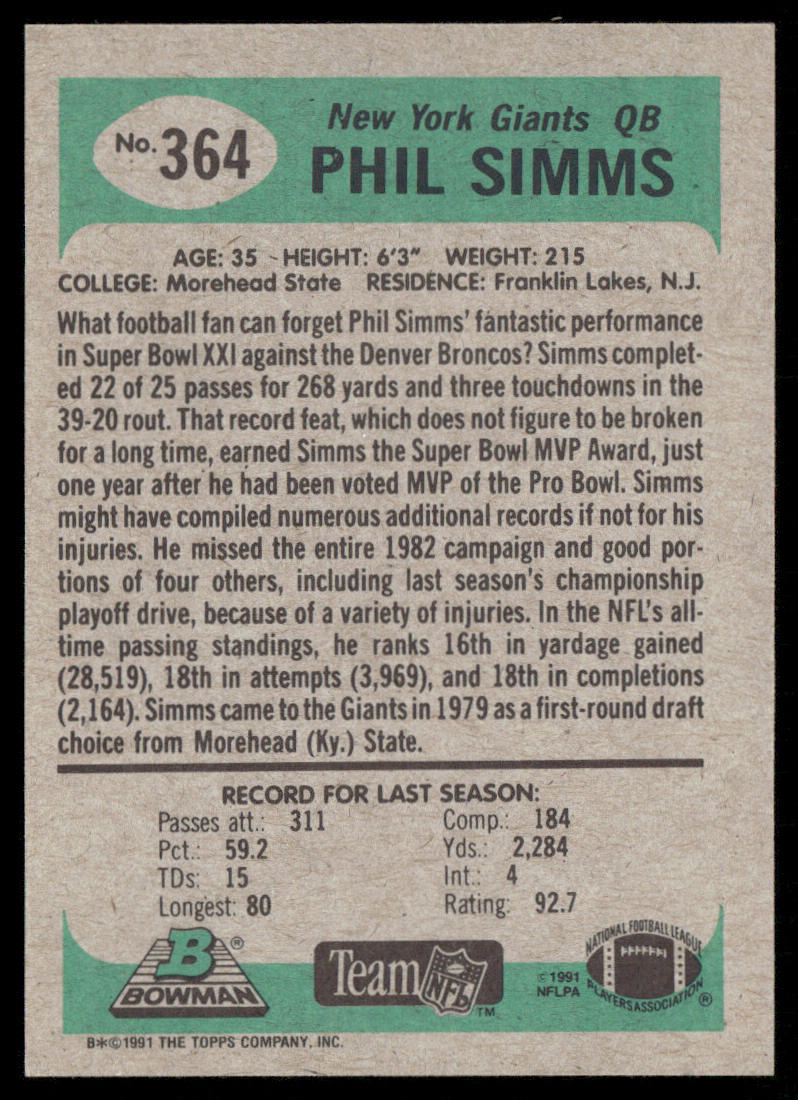 No. 364
New York Giants QB
PHIL SIMMS
AGE: 35 HEIGHT: 6'3" WEIGHT: 215
COLLEGE: Morehead State RESIDENCE: Franklin Lakes, N.J.
What football fan can forget Phil Simms' fantastic performance
in Super Bowl XXI against the Denver Broncos? Simms complet-
ed 22 of 25 passes for 268 yards and three touchdowns in the
39-20 rout. That record feat, which does not figure to be broken
for a long time, earned Simms the Super Bowl MVP Award, just
one year after he had been voted MVP of the Pro Bowl. Simms
might have compiled numerous additional records if not for his
injuries. He missed the entire 1982 campaign and good por-
tions of four others, including last season's championship
playoff drive, because of a variety of injuries. In the NFL's all-
time passing standings, he ranks 16th in yardage gained
(28,519), 18th in attempts (3,969), and 18th in completions
(2,164). Simms came to the Giants in 1979 as a first-round draft
choice from Morehead (Ky.) State.
RECORD FOR LAST SEASON:
Passes att.: 311 Comp.: 184
Pct.: 59.2 Yds.: 2,284
TDs: 15 Int.: 4
Longest: 80 Rating: 92.7
B ®
BOWMAN
Team NFL ™
© 1991
NFLPA
NATIONAL FOOTBALL LEAGUE
PLAYERS ASSOCIATION ®
B*© 1991 THE TOPPS COMPANY, INC.